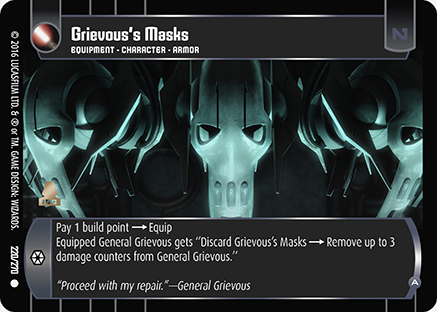 Grievous's Masks
EQUIPMENT • CHARACTER • ARMOR
N
© 2016 LUCASFILM LTD. & ® or TM. GAME DESIGN: WIZARDS.
Pay 1 build point → Equip
Equipped General Grievous gets "Discard Grievous's Masks → Remove up to 3
damage counters from General Grievous."
"Proceed with my repair."—General Grievous
A